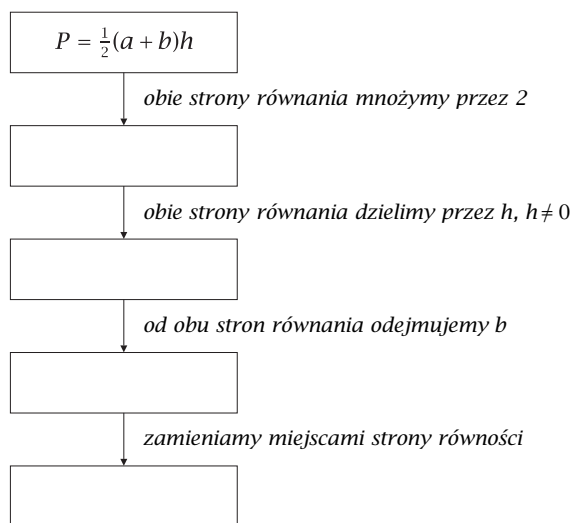 P = ½(a + b)h
obie strony równania mnożymy przez 2
obie strony równania dzielimy przez h, h ≠ 0
od obu stron równania odejmujemy b
zamieniamy miejscami strony równości